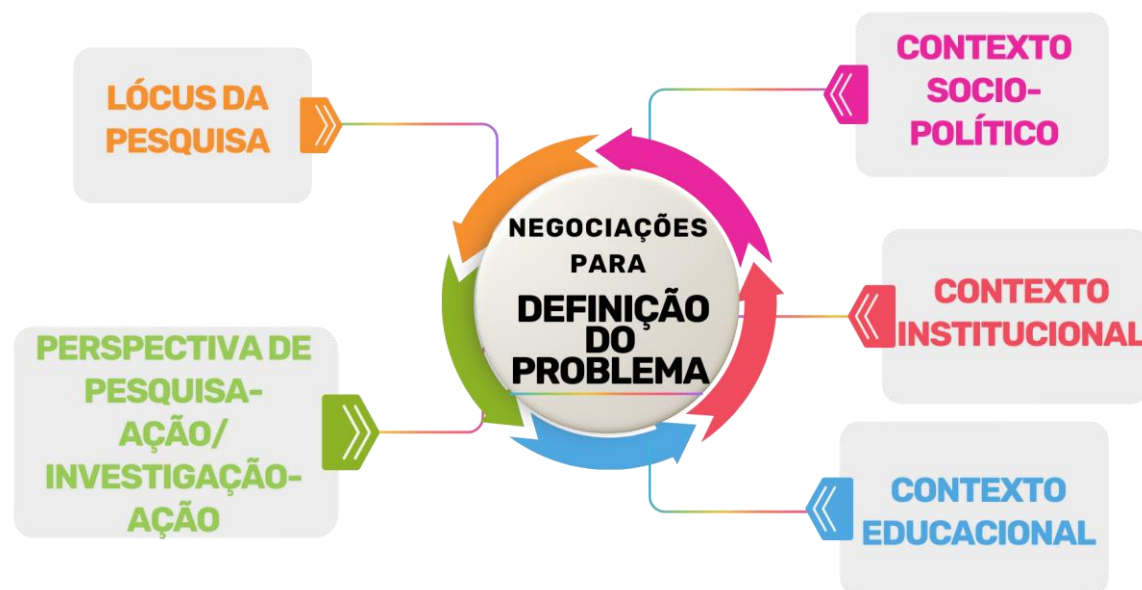 LÓCUS DA
PESQUISA
PERSPECTIVA DE
PESQUISA-
AÇÃO/
INVESTIGAÇÃO-
AÇÃO
NEGOCIAÇÕES
PARA
DEFINIÇÃO
DO
PROBLEMA
CONTEXTO
SOCIO-
POLÍTICO
CONTEXTO
INSTITUCIONAL
CONTEXTO
EDUCACIONAL